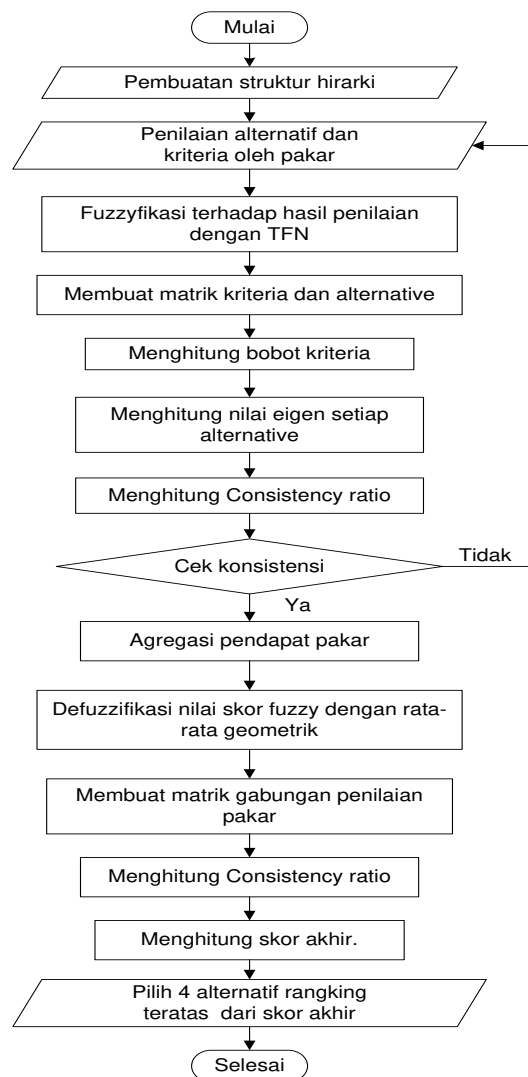 Mulai
Pembuatan struktur hirarki
Penilaian alternatif dan
kriteria oleh pakar
Fuzzyfikasi terhadap hasil penilaian
dengan TFN
Membuat matrik kriteria dan alternative
Menghitung bobot kriteria
Menghitung nilai eigen setiap
alternative
Menghitung Consistency ratio
Cek konsistensi
Tidak
Ya
Agregasi pendapat pakar
Defuzzifikasi nilai skor fuzzy dengan rata-
rata geometrik
Membuat matrik gabungan penilaian
pakar
Menghitung Consistency ratio
Menghitung skor akhir.
Pilih 4 alternatif rangking
teratas dari skor akhir
Selesai